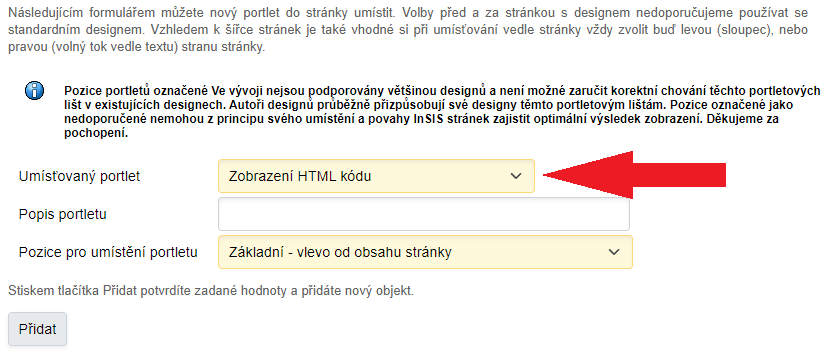 Následujícím formulářem můžete nový portlet do stránky umístit. Volby před a za stránkou s designem nedoporučujeme používat se
standardním designem. Vzhledem k šířce stránek je také vhodné si při umísťování vedle stránky vždy zvolit buď levou (sloupec), nebo
pravou (volný tok vedle textu) stranu stránky.
Pozice portletů označené Ve vývoji nejsou podporovány většinou designů a není možné zaručit korektní chování těchto portletových
lišt v existujících designech. Autoři designů průběžně přizpůsobují své designy těmto portletovým lištám. Pozice označené jako
nedoporučené nemohou z principu svého umístění a povahy InSIS stránek zajistit optimální výsledek zobrazení. Děkujeme za
pochopení.
Umísťovaný portlet Zobrazení HTML kódu
Popis portletu
Pozice pro umístění portletu Základní - vlevo od obsahu stránky
Stiskem tlačítka Přidat potvrdíte zadané hodnoty a přidáte nový objekt.
Přidat